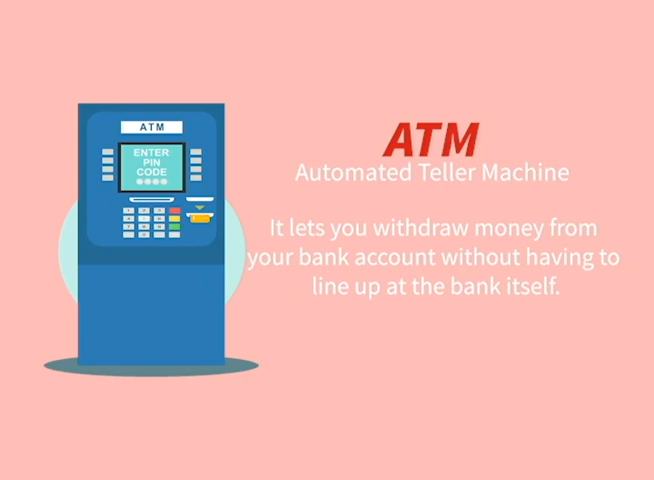 ATM
ENTER
PIN
CODE
ATM
Automated Teller Machine
It lets you withdraw money from
your bank account without having to
line up at the bank itself.